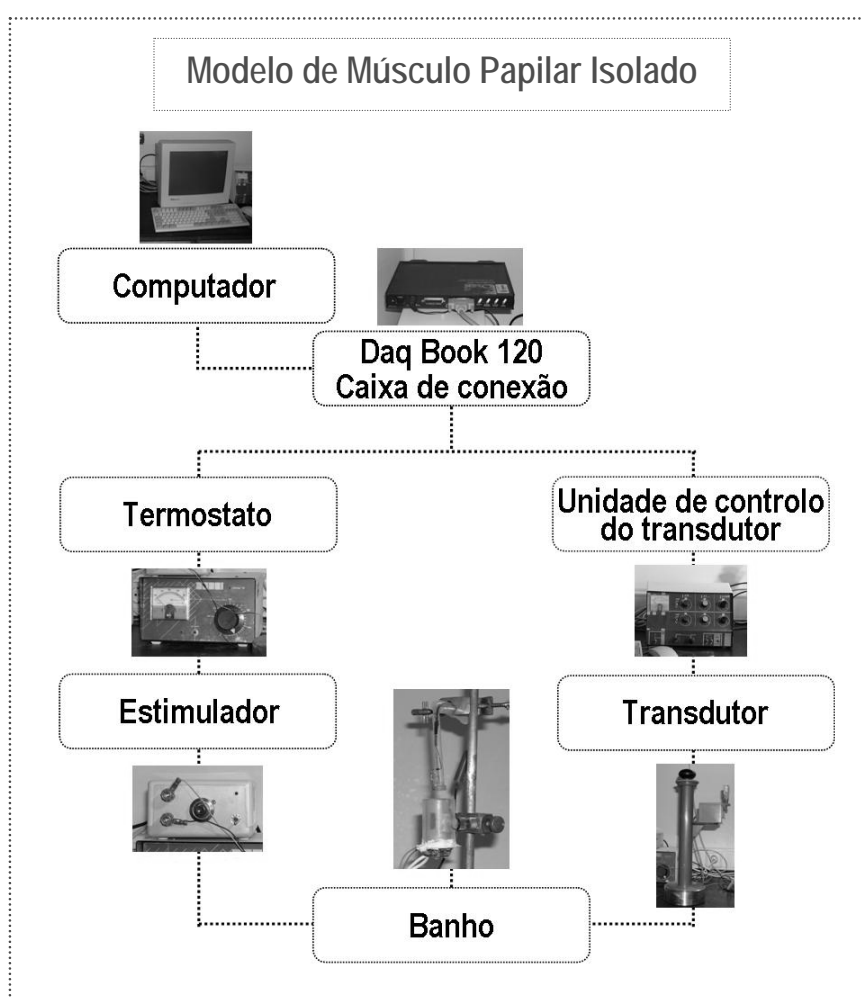 Modelo de Músculo Papilar Isolado
Computador
Daq Book 120
Caixa de conexão
Termostato
Unidade de controlo
do transdutor
Estimulador
Transdutor
Banho